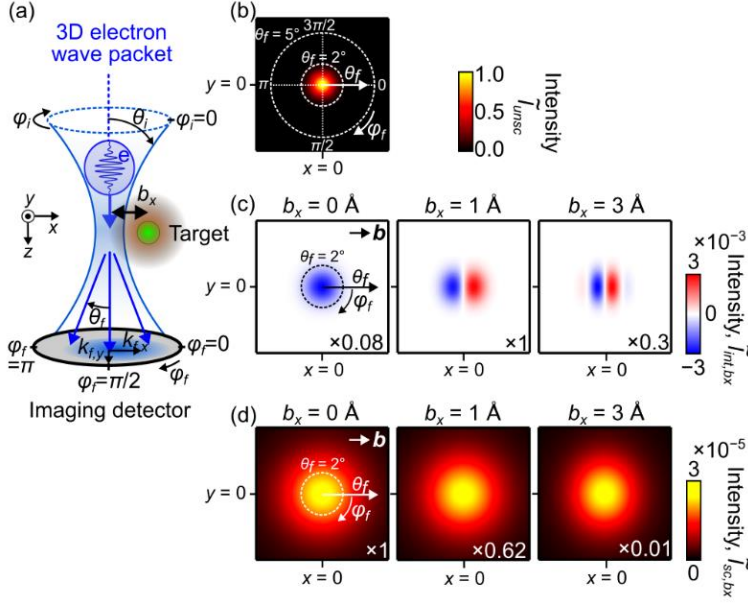 (a)
3D electron
wave packet
φi
θi
φi=0
e
bx
y
x
z
Target
θf
kf,y
kf,x
φf
=π
φf=0
φf=π/2
φf
Imaging detector
(b)
θf = 5°
3π/2
θf = 2°
θf
y = 0
π
0
φf
π/2
x = 0
1.0
0.5
0.0
Intensity
Ĩunsc
(c)
bx = 0 Å
bx = 1 Å
bx = 3 Å
b
θf = 2°
θf
φf
y = 0
×0.08
×1
×0.3
x = 0
x = 0
x = 0
×10⁻³
3
0
−3
Intensity, Ĩint,bx
(d)
bx = 0 Å
bx = 1 Å
bx = 3 Å
b
θf = 2°
θf
φf
y = 0
×1
×0.62
×0.01
x = 0
x = 0
x = 0
×10⁻⁵
3
0
Intensity, Ĩsc,bx